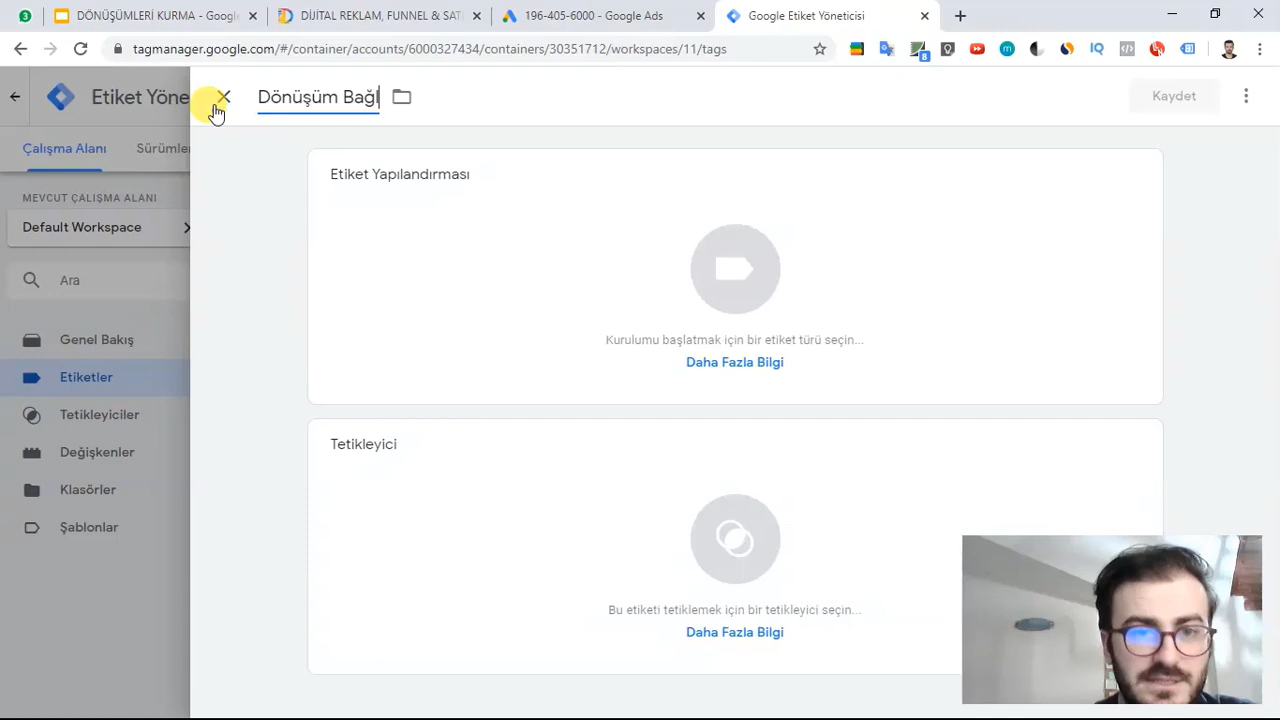 DÖNÜŞÜMLERİ KURMA - Googl
DİJİTAL REKLAM, FUNNEL & SAT
196-405-6000 - Google Ads
Google Etiket Yöneticisi
tagmanager.google.com/#/container/accounts/6000327434/containers/30351712/workspaces/11/tags
Etiket Yöne
Dönüşüm Bağl
Kaydet
Çalışma Alanı
Sürümler
MEVCUT ÇALIŞMA ALANI
Default Workspace
Ara
Genel Bakış
Etiketler
Tetikleyiciler
Değişkenler
Klasörler
Şablonlar
Etiket Yapılandırması
Kurulumu başlatmak için bir etiket türü seçin...
Daha Fazla Bilgi
Tetikleyici
Bu etiketi tetiklemek için bir tetikleyici seçin...
Daha Fazla Bilgi